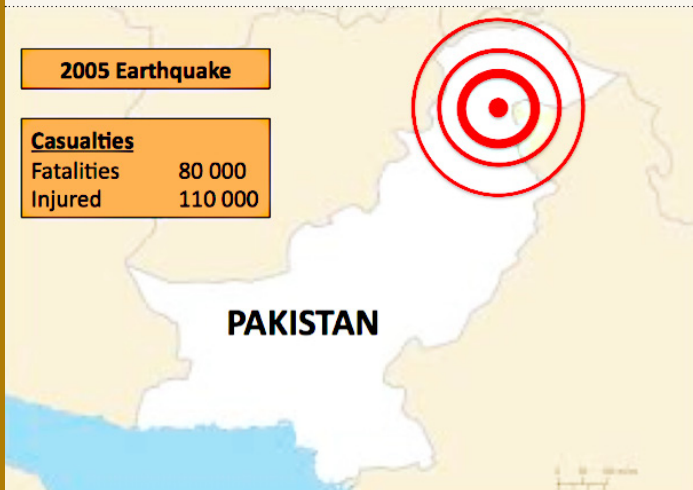 2005 Earthquake
Casualties
Fatalities 80 000
Injured 110 000
PAKISTAN